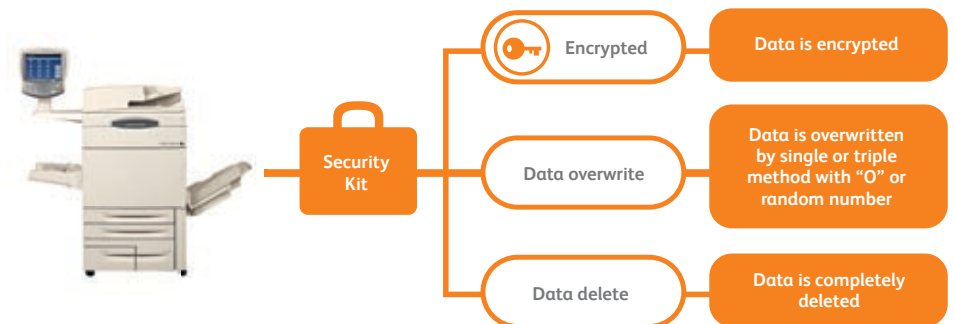 Security
Kit
Encrypted
Data is encrypted
Data overwrite
Data is overwritten
by single or triple
method with “O” or
random number
Data delete
Data is completely
deleted